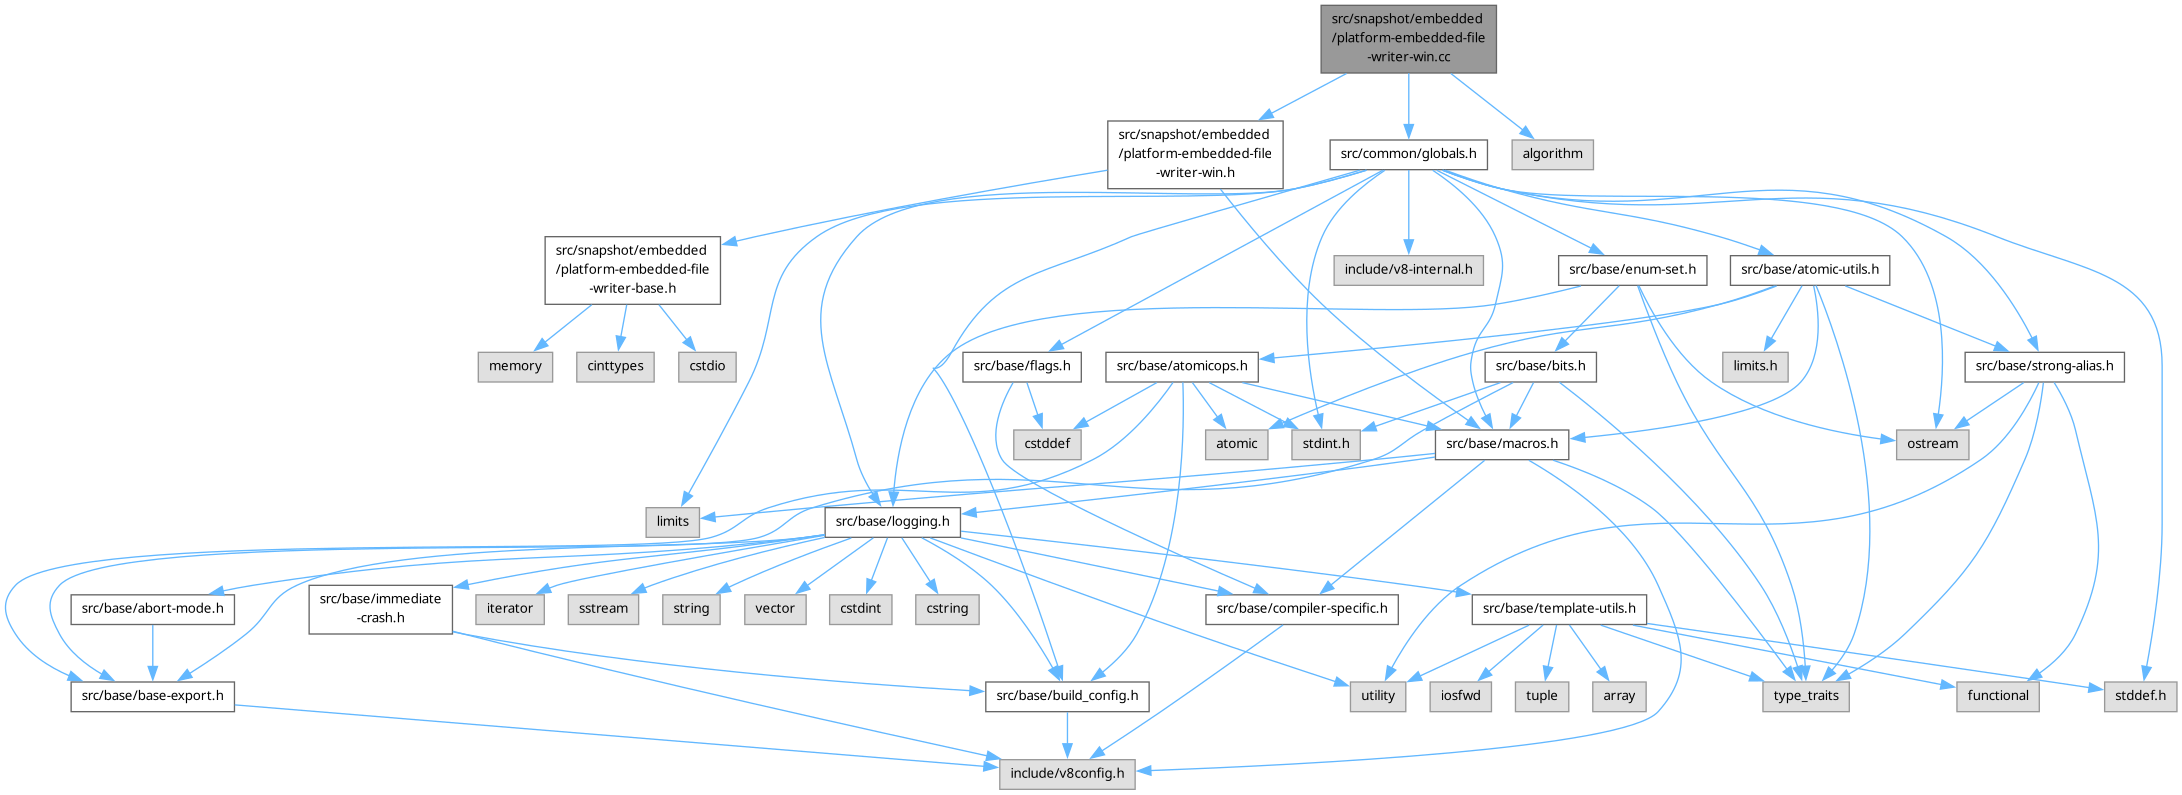 src/snapshot/embedded
/platform-embedded-file
-writer-win.cc
src/snapshot/embedded
/platform-embedded-file
-writer-win.h
src/common/globals.h
algorithm
src/snapshot/embedded
/platform-embedded-file
-writer-base.h
include/v8-internal.h
src/base/enum-set.h
src/base/atomic-utils.h
memory
cinttypes
cstdio
src/base/flags.h
src/base/atomicops.h
src/base/bits.h
limits.h
src/base/strong-alias.h
cstddef
atomic
stdint.h
src/base/macros.h
ostream
limits
src/base/logging.h
src/base/abort-mode.h
src/base/immediate
-crash.h
iterator
sstream
string
vector
cstdint
cstring
src/base/compiler-specific.h
src/base/template-utils.h
src/base/base-export.h
src/base/build_config.h
utility
iosfwd
tuple
array
type_traits
functional
stddef.h
include/v8config.h